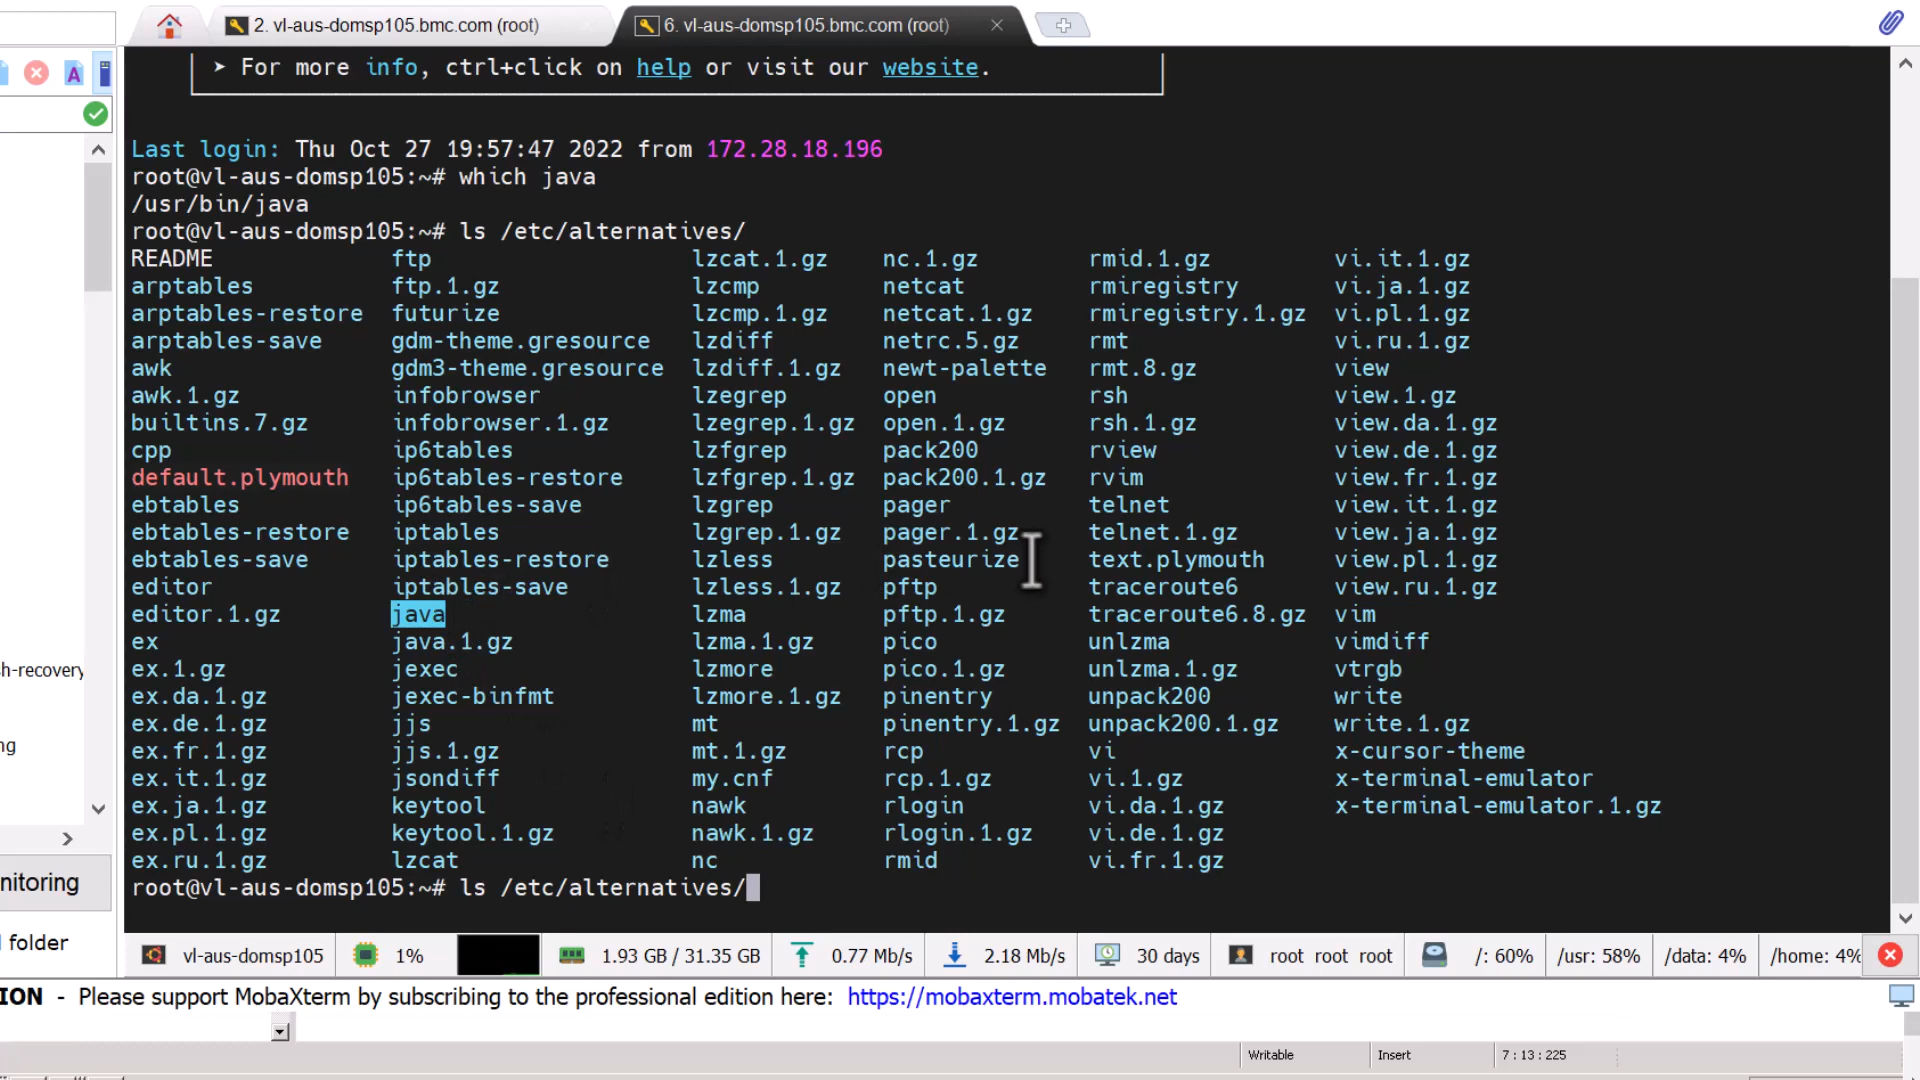 2. vl-aus-domsp105.bmc.com (root)
6. vl-aus-domsp105.bmc.com (root)
➤ For more info, ctrl+click on help or visit our website.
Last login: Thu Oct 27 19:57:47 2022 from 172.28.18.196
root@vl-aus-domsp105:~# which java
/usr/bin/java
root@vl-aus-domsp105:~# ls /etc/alternatives/
README ftp lzcat.1.gz nc.1.gz rmid.1.gz vi.it.1.gz
arptables ftp.1.gz lzcmp netcat rmiregistry vi.ja.1.gz
arptables-restore futurize lzcmp.1.gz netcat.1.gz rmiregistry.1.gz vi.pl.1.gz
arptables-save gdm-theme.gresource lzdiff netrc.5.gz rmt vi.ru.1.gz
awk gdm3-theme.gresource lzdiff.1.gz newt-palette rmt.8.gz view
awk.1.gz infobrowser lzegrep open rsh view.1.gz
builtins.7.gz infobrowser.1.gz lzegrep.1.gz open.1.gz rsh.1.gz view.da.1.gz
cpp ip6tables lzfgrep pack200 rview view.de.1.gz
default.plymouth ip6tables-restore lzfgrep.1.gz pack200.1.gz rvim view.fr.1.gz
ebtables ip6tables-save lzgrep pager telnet view.it.1.gz
ebtables-restore iptables lzgrep.1.gz pager.1.gz telnet.1.gz view.ja.1.gz
ebtables-save iptables-restore lzless pasteurize text.plymouth view.pl.1.gz
editor iptables-save lzless.1.gz pftp traceroute6 view.ru.1.gz
editor.1.gz java lzma pftp.1.gz traceroute6.8.gz vim
ex java.1.gz lzma.1.gz pico unlzma vimdiff
ex.1.gz jexec lzmore pico.1.gz unlzma.1.gz vtrgb
ex.da.1.gz jexec-binfmt lzmore.1.gz pinentry unpack200 write
ex.de.1.gz jjs mt pinentry.1.gz unpack200.1.gz write.1.gz
ex.fr.1.gz jjs.1.gz mt.1.gz rcp vi x-cursor-theme
ex.it.1.gz jsondiff my.cnf rcp.1.gz vi.1.gz x-terminal-emulator
ex.ja.1.gz keytool nawk rlogin vi.da.1.gz x-terminal-emulator.1.gz
ex.pl.1.gz keytool.1.gz nawk.1.gz rlogin.1.gz vi.de.1.gz
ex.ru.1.gz lzcat nc rmid vi.fr.1.gz
root@vl-aus-domsp105:~# ls /etc/alternatives/
A
sh-recovery
ng
nitoring
folder
vl-aus-domsp105 1% 1.93 GB / 31.35 GB 0.77 Mb/s 2.18 Mb/s 30 days root root root /: 60% /usr: 58% /data: 4% /home: 4%
ION - Please support MobaXterm by subscribing to the professional edition here: https://mobaxterm.mobatek.net
Writable Insert 7 : 13 : 225